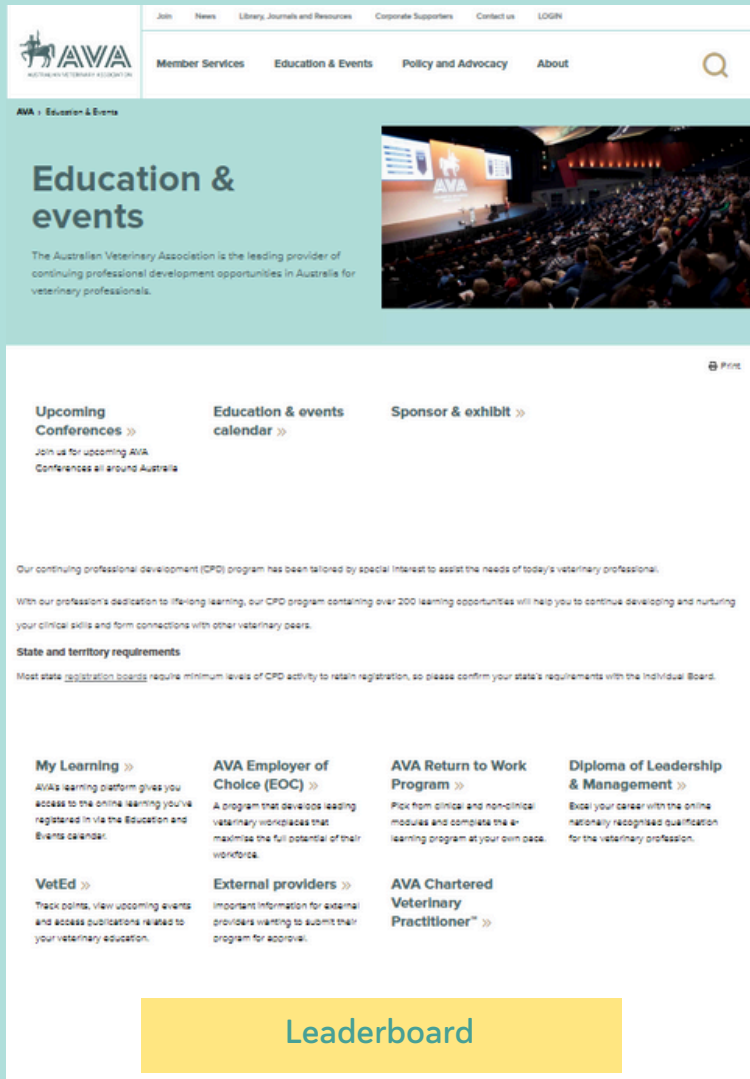 Join News Library, Journals and Resources Corporate Supporters Contact us LOGIN
AVA
AUSTRALIAN VETERINARY ASSOCIATION
Member Services Education & Events Policy and Advocacy About
AVA › Education & Events
Education &
events
The Australian Veterinary Association is the leading provider of
continuing professional development opportunities in Australia for
veterinary professionals.
AVA
Print
Upcoming
Conferences »
Join us for upcoming AVA
Conferences all around Australia
Education & events
calendar »
Sponsor & exhibit »
Our continuing professional development (CPD) program has been tailored by special interest to assist the needs of today's veterinary professional.
With our profession's dedication to life-long learning, our CPD program containing over 200 learning opportunities will help you to continue developing and nurturing
your clinical skills and form connections with other veterinary peers.
State and territory requirements
Most state registration boards require minimum levels of CPD activity to retain registration, so please confirm your state's requirements with the Individual Board.
My Learning »
AVA's learning platform gives you
access to the online learning you've
registered in via the Education and
Events calendar.
AVA Employer of
Choice (EOC) »
A program that develops leading
veterinary workplaces that
maximise the full potential of their
workforce.
AVA Return to Work
Program »
Pick from clinical and non-clinical
modules and complete the e-
learning program at your own pace.
Diploma of Leadership
& Management »
Excel your career with the online
nationally recognised qualification
for the veterinary profession.
VetEd »
Track points, view upcoming events
and access publications related to
your veterinary education.
External providers »
Important information for external
providers wanting to submit their
program for approval.
AVA Chartered
Veterinary
Practitioner™ »
Leaderboard